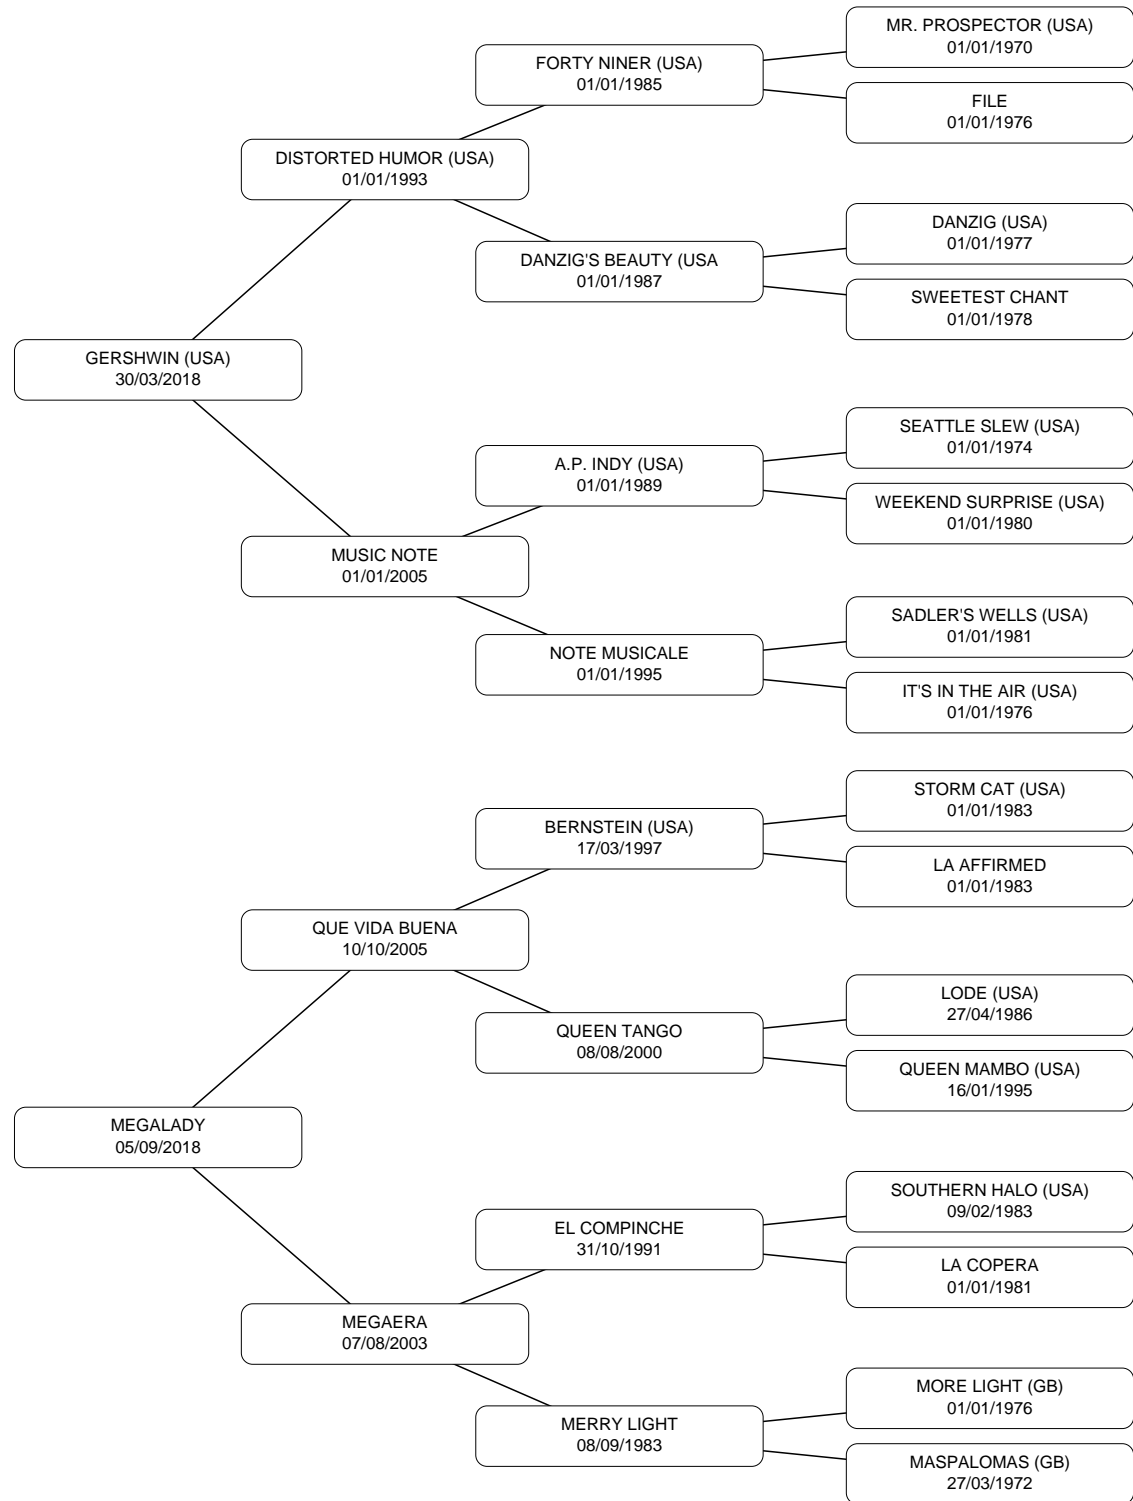 MR. PROSPECTOR (USA)
01/01/1970
FORTY NINER (USA)
01/01/1985
FILE
01/01/1976
DISTORTED HUMOR (USA)
01/01/1993
DANZIG (USA)
01/01/1977
DANZIG'S BEAUTY (USA
01/01/1987
SWEETEST CHANT
01/01/1978
GERSHWIN (USA)
30/03/2018
SEATTLE SLEW (USA)
01/01/1974
A.P. INDY (USA)
01/01/1989
WEEKEND SURPRISE (USA)
01/01/1980
MUSIC NOTE
01/01/2005
SADLER'S WELLS (USA)
01/01/1981
NOTE MUSICALE
01/01/1995
IT'S IN THE AIR (USA)
01/01/1976
STORM CAT (USA)
01/01/1983
BERNSTEIN (USA)
17/03/1997
LA AFFIRMED
01/01/1983
QUE VIDA BUENA
10/10/2005
LODE (USA)
27/04/1986
QUEEN TANGO
08/08/2000
QUEEN MAMBO (USA)
16/01/1995
MEGALADY
05/09/2018
SOUTHERN HALO (USA)
09/02/1983
EL COMPINCHE
31/10/1991
LA COPERA
01/01/1981
MEGAERA
07/08/2003
MORE LIGHT (GB)
01/01/1976
MERRY LIGHT
08/09/1983
MASPALOMAS (GB)
27/03/1972